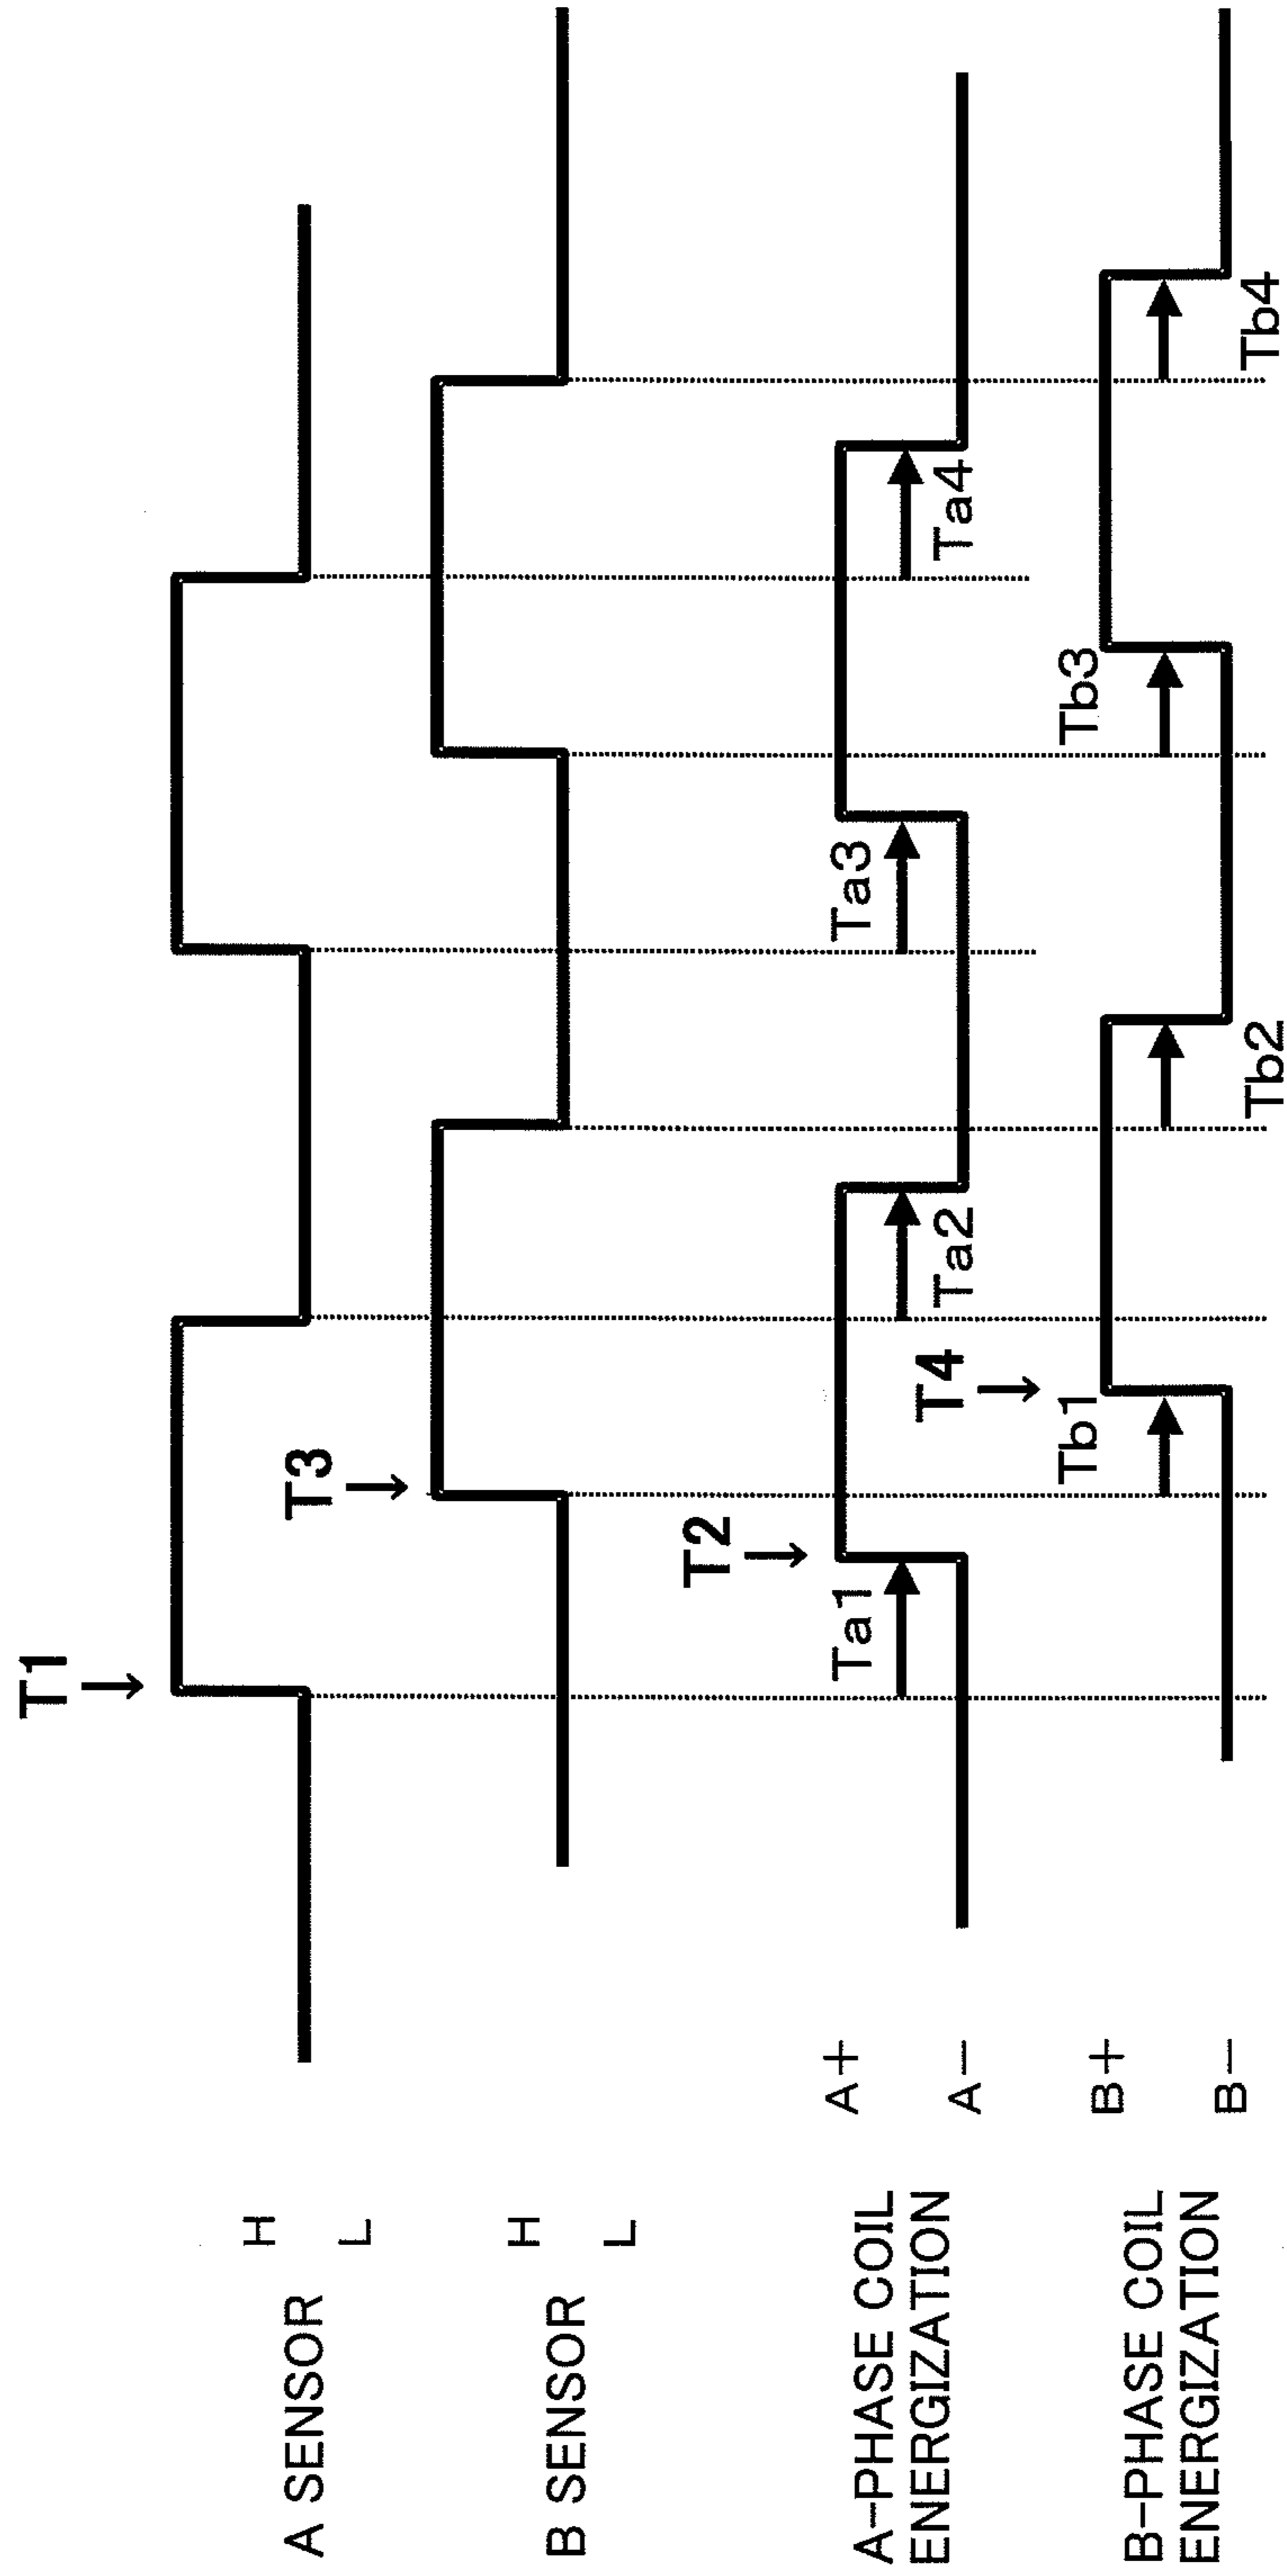 T1
A SENSOR
H
L
T3
B SENSOR
H
L
T2
A-PHASE COIL
ENERGIZATION
A+
A−
Ta1
Ta2
Ta3
Ta4
T4
B-PHASE COIL
ENERGIZATION
B+
B−
Tb1
Tb2
Tb3
Tb4